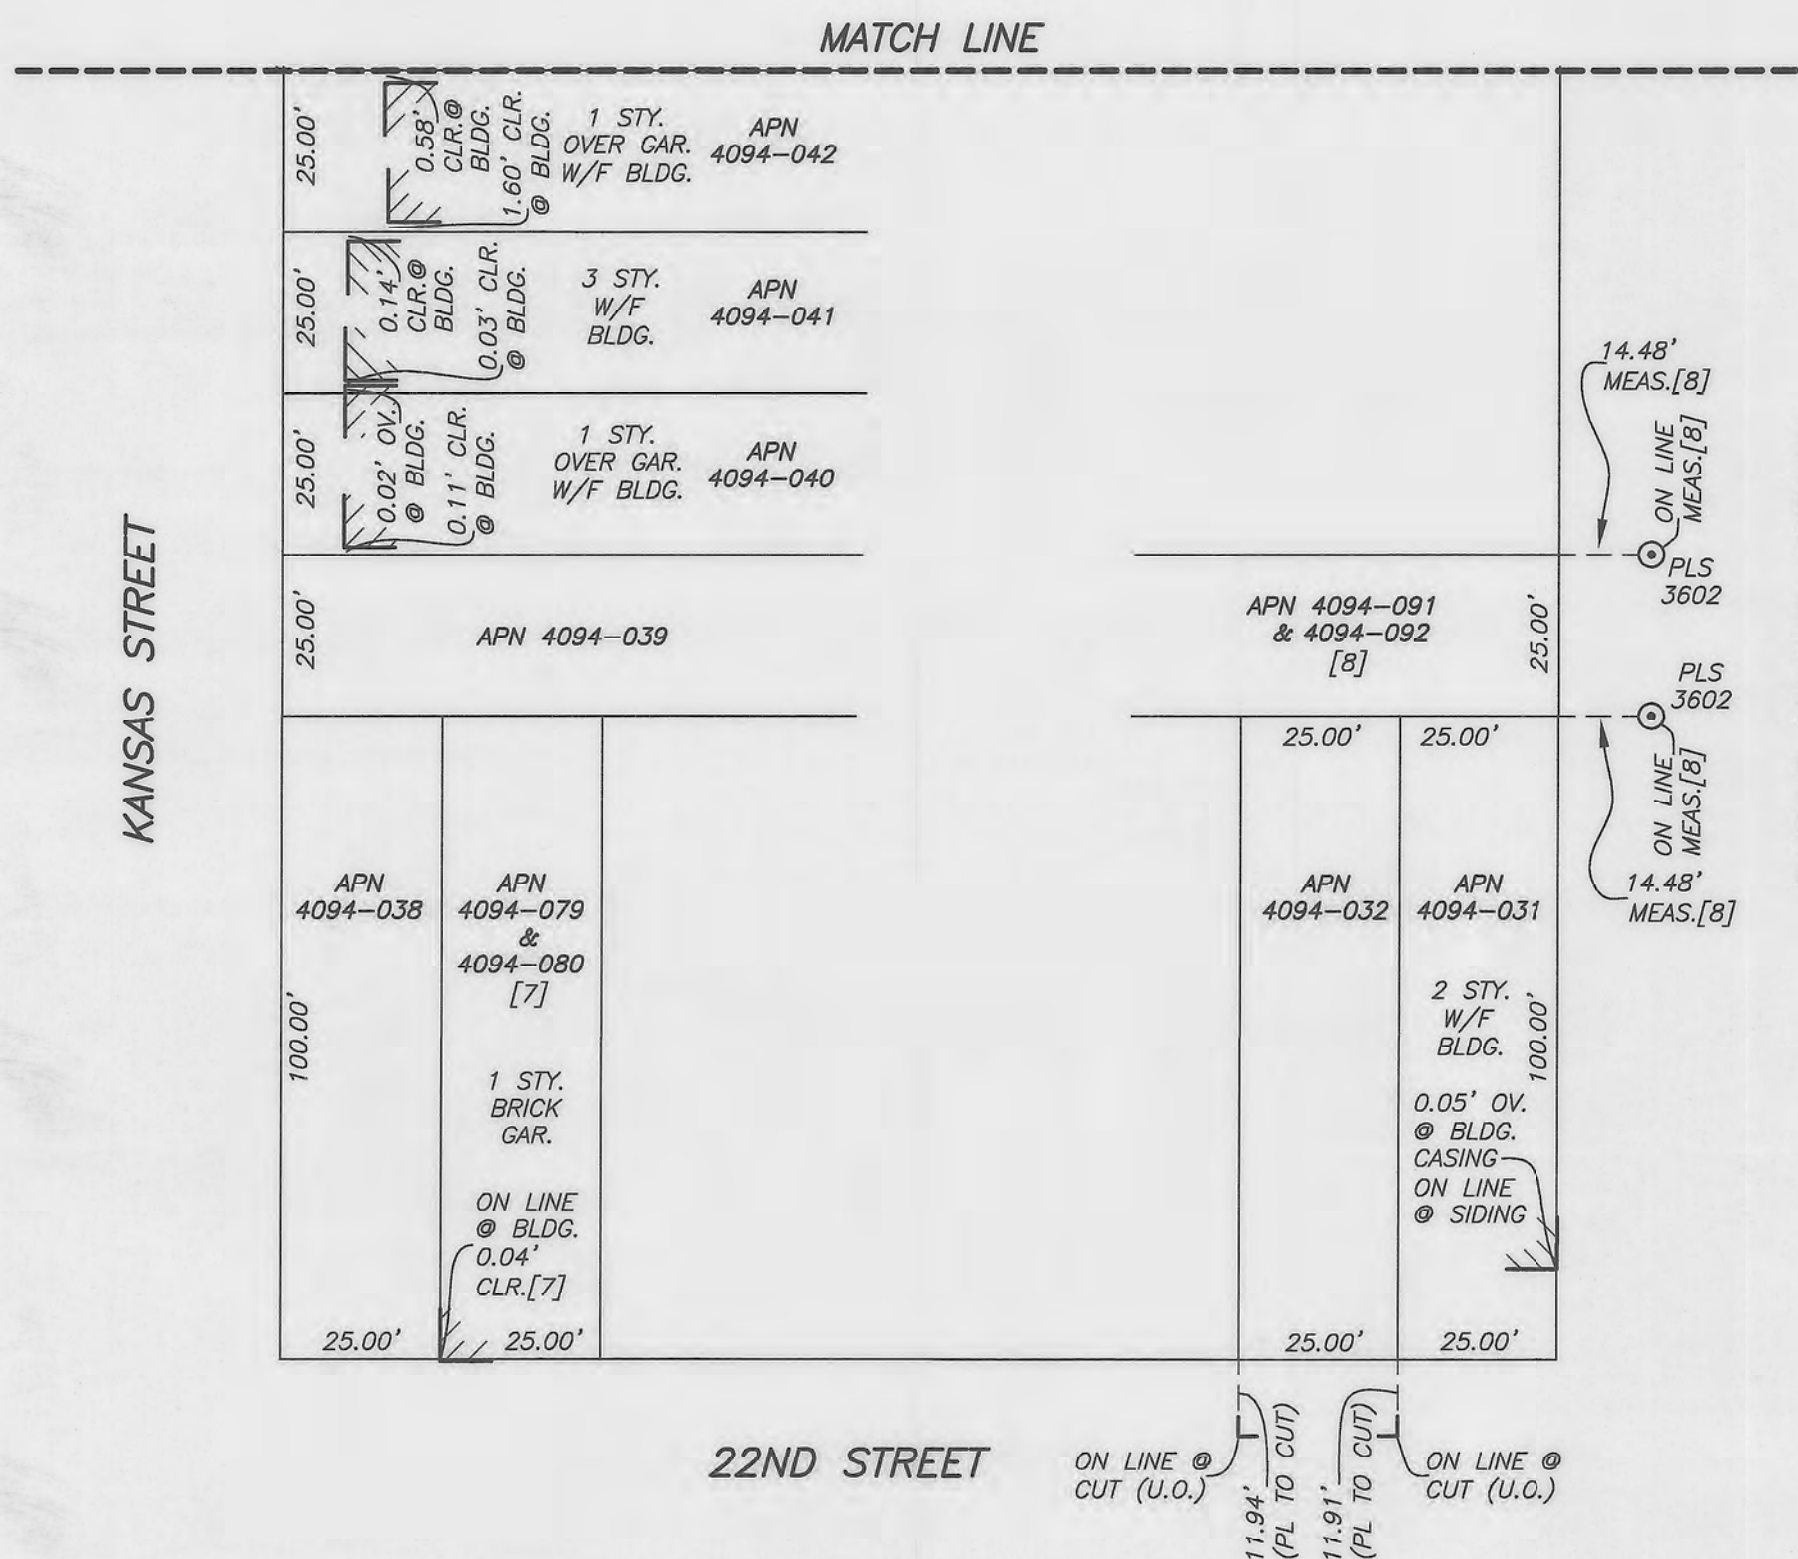 MATCH LINE
25.00'
0.58'
CLR.@
BLDG.
1.60' CLR.
@ BLDG.
1 STY.
OVER GAR.
W/F BLDG.
APN
4094-042
25.00'
0.14'
CLR.@
BLDG.
0.03' CLR.
@ BLDG.
3 STY.
W/F
BLDG.
APN
4094-041
25.00'
0.02' OV.
@ BLDG.
0.11' CLR.
@ BLDG.
1 STY.
OVER GAR.
W/F BLDG.
APN
4094-040
14.48'
MEAS.[8]
ON LINE
MEAS.[8]
PLS
3602
KANSAS STREET
25.00'
APN 4094-039
APN 4094-091
& 4094-092
[8]
25.00'
PLS
3602
ON LINE
MEAS.[8]
14.48'
MEAS.[8]
25.00'
25.00'
APN
4094-038
100.00'
APN
4094-079
&
4094-080
[7]
1 STY.
BRICK
GAR.
ON LINE
@ BLDG.
0.04'
CLR.[7]
25.00'
25.00'
APN
4094-032
APN
4094-031
2 STY.
W/F
BLDG.
100.00'
0.05' OV.
@ BLDG.
CASING
ON LINE
@ SIDING
25.00'
25.00'
22ND STREET
ON LINE @
CUT (U.O.)
11.94'
(PL TO CUT)
11.91'
(PL TO CUT)
ON LINE @
CUT (U.O.)